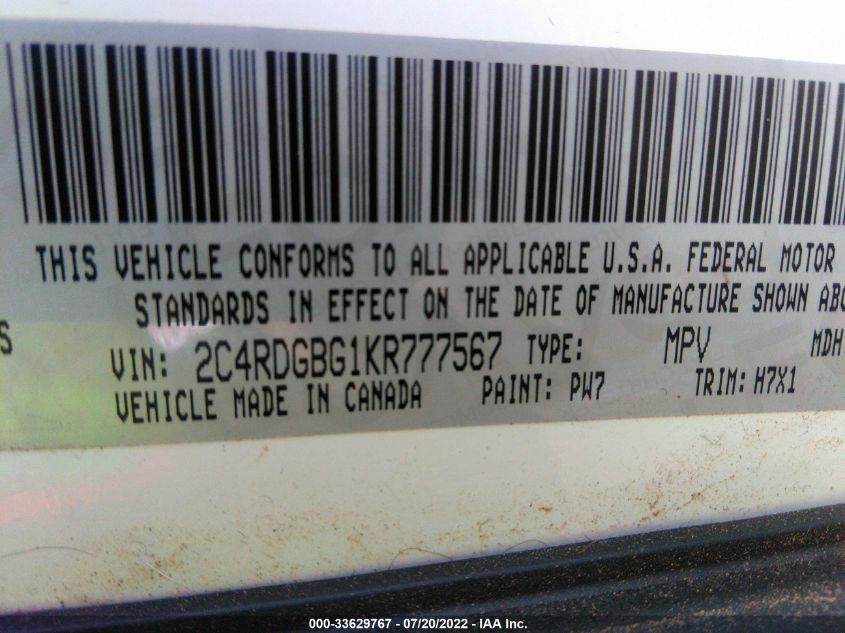 THIS VEHICLE CONFORMS TO ALL APPLICABLE U.S.A. FEDERAL MOTOR
STANDARDS IN EFFECT ON THE DATE OF MANUFACTURE SHOWN ABO
S
VIN: 2C4RDGBG1KR777567 TYPE: MPV MDH
VEHICLE MADE IN CANADA PAINT: PW7 TRIM: H7X1
000-33629767 - 07/20/2022 - IAA Inc.